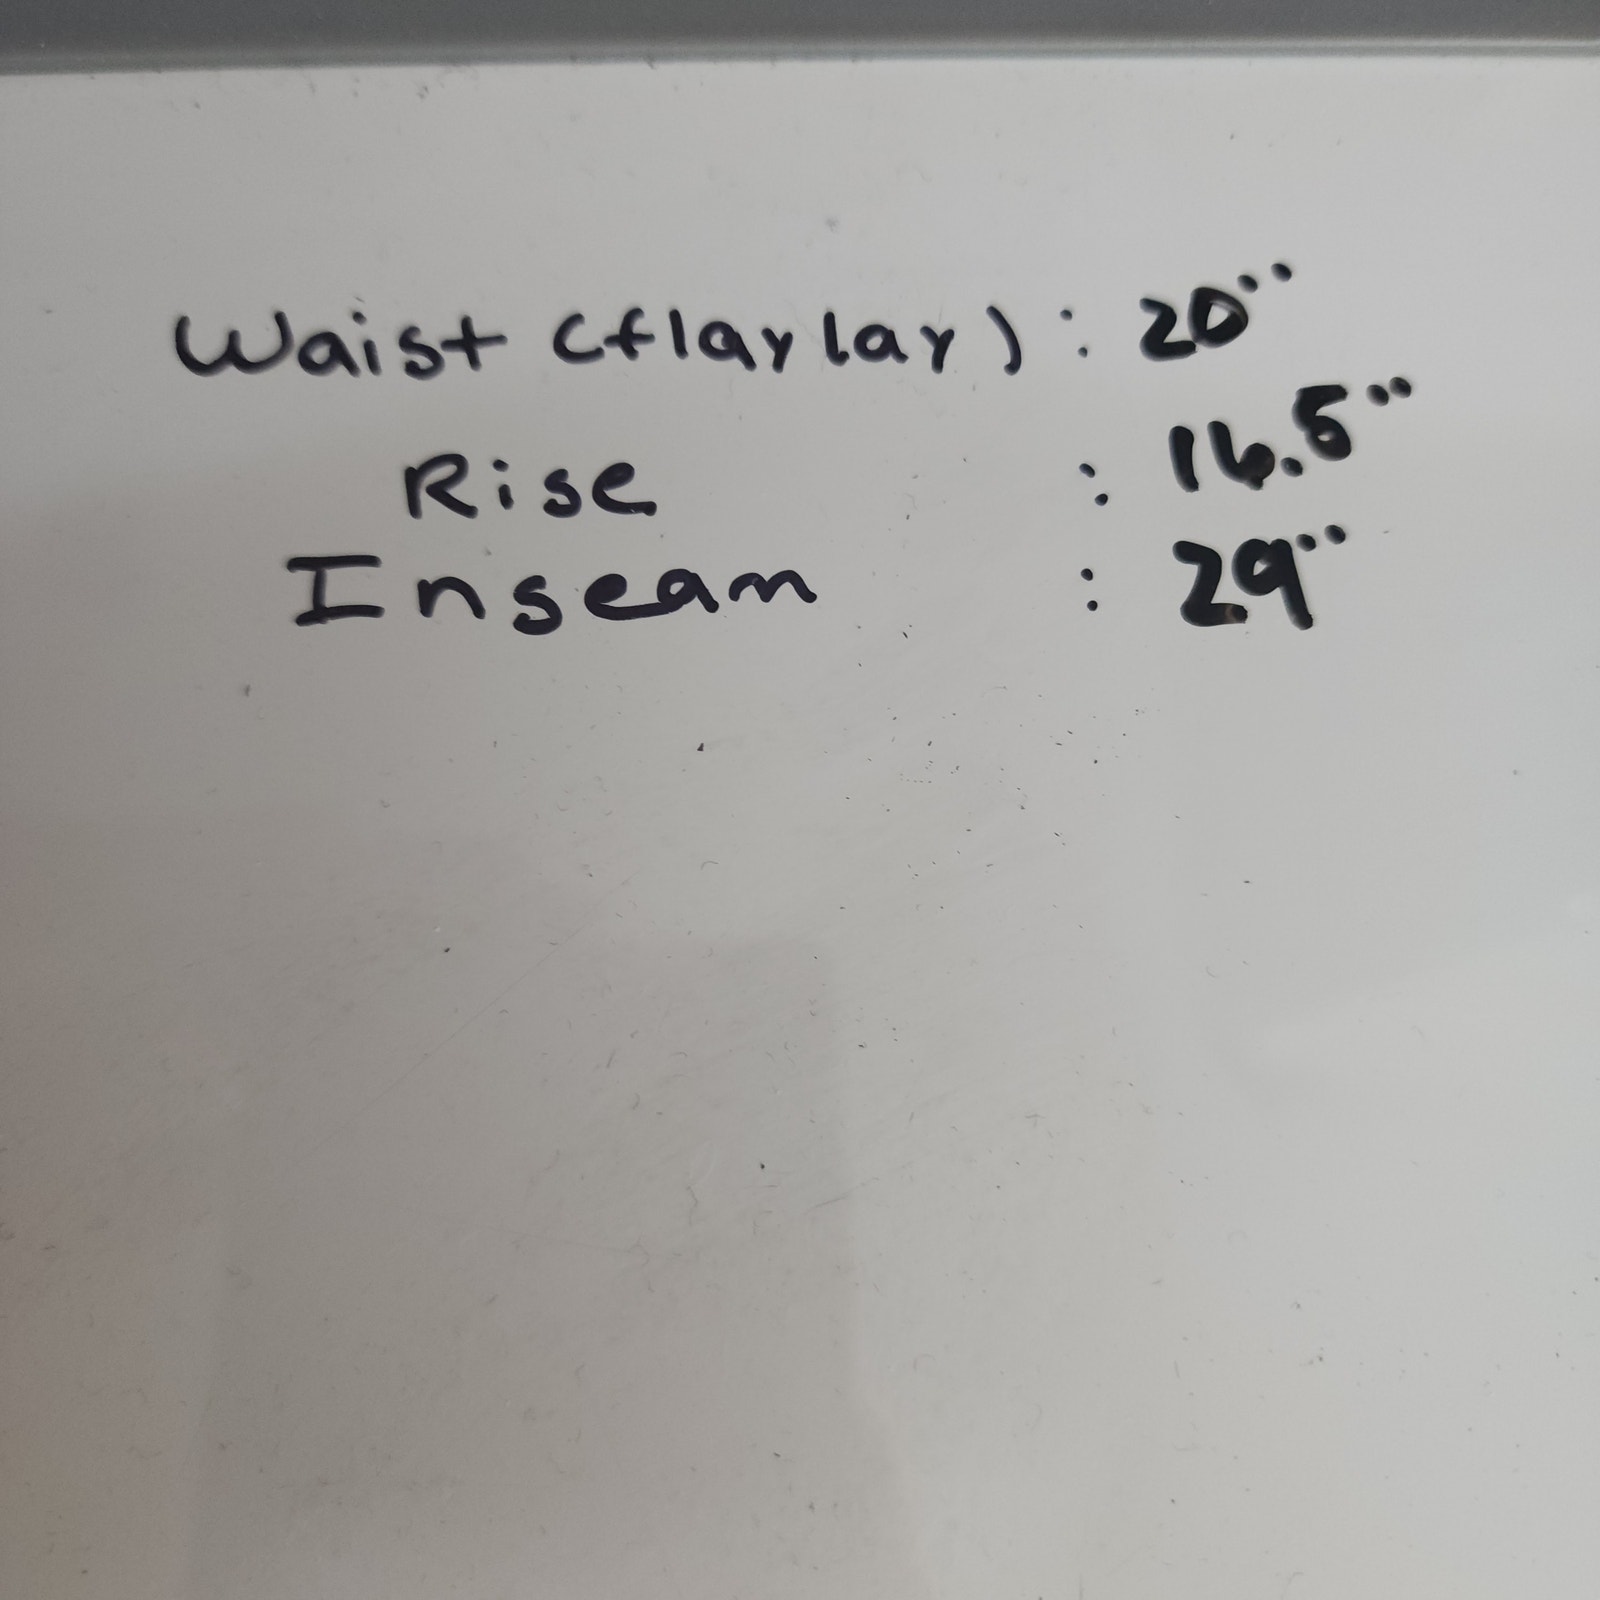 Waist (flaylay) : 20"
Rise : 16.5"
Inseam : 29"